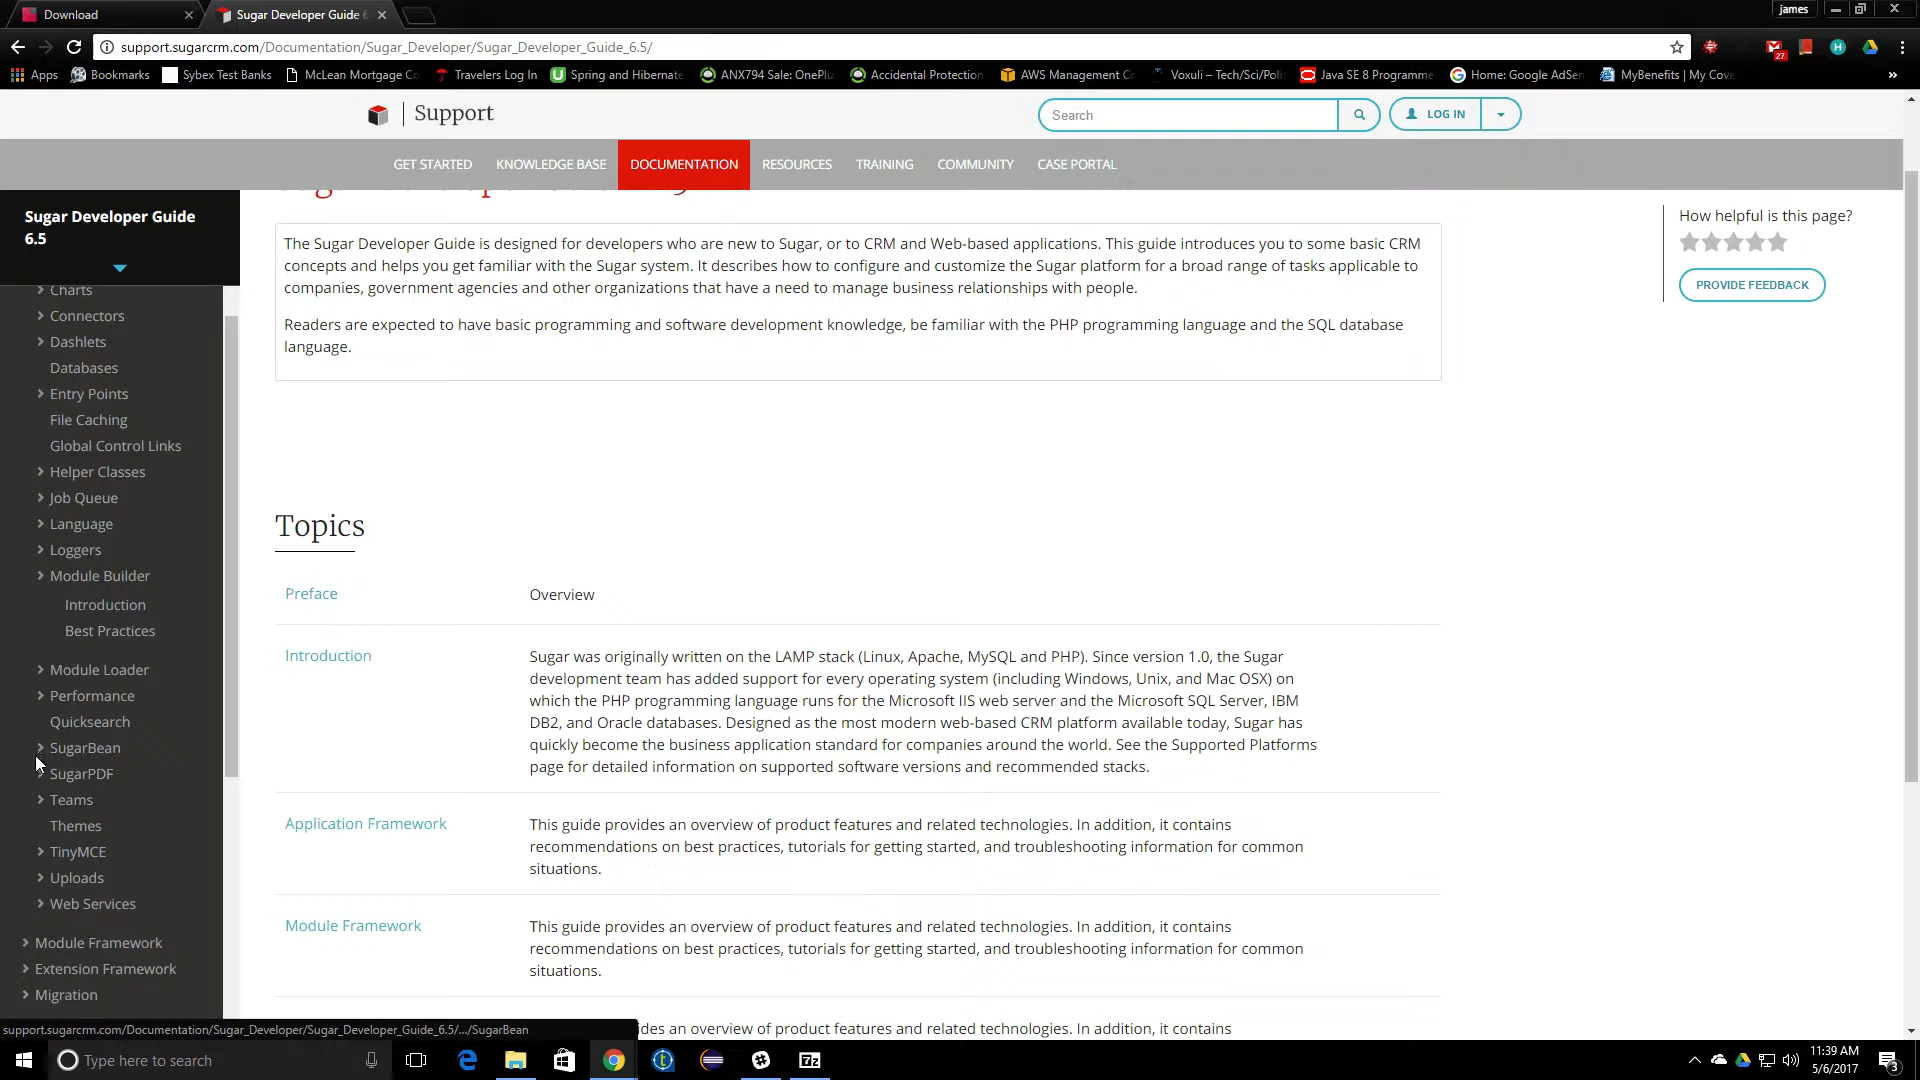 Download
Sugar Developer Guide 6
james
support.sugarcrm.com/Documentation/Sugar_Developer/Sugar_Developer_Guide_6.5/
27
Apps
Bookmarks
Sybex Test Banks
McLean Mortgage Co
Travelers Log In
Spring and Hibernate
ANX794 Sale: OnePlu
Accidental Protection
AWS Management Co
Voxuli – Tech/Sci/Poli
Java SE 8 Programme
Home: Google AdSen
MyBenefits | My Cove
»
Support
Search
LOG IN
GET STARTED
KNOWLEDGE BASE
DOCUMENTATION
RESOURCES
TRAINING
COMMUNITY
CASE PORTAL
Sugar Developer Guide
6.5
Charts
Connectors
Dashlets
Databases
Entry Points
File Caching
Global Control Links
Helper Classes
Job Queue
Language
Loggers
Module Builder
Introduction
Best Practices
Module Loader
Performance
Quicksearch
SugarBean
SugarPDF
Teams
Themes
TinyMCE
Uploads
Web Services
Module Framework
Extension Framework
Migration
support.sugarcrm.com/Documentation/Sugar_Developer/Sugar_Developer_Guide_6.5/.../SugarBean
The Sugar Developer Guide is designed for developers who are new to Sugar, or to CRM and Web-based applications. This guide introduces you to some basic CRM
concepts and helps you get familiar with the Sugar system. It describes how to configure and customize the Sugar platform for a broad range of tasks applicable to
companies, government agencies and other organizations that have a need to manage business relationships with people.
Readers are expected to have basic programming and software development knowledge, be familiar with the PHP programming language and the SQL database
language.
How helpful is this page?
PROVIDE FEEDBACK
Topics
Preface
Overview
Introduction
Sugar was originally written on the LAMP stack (Linux, Apache, MySQL and PHP). Since version 1.0, the Sugar
development team has added support for every operating system (including Windows, Unix, and Mac OSX) on
which the PHP programming language runs for the Microsoft IIS web server and the Microsoft SQL Server, IBM
DB2, and Oracle databases. Designed as the most modern web-based CRM platform available today, Sugar has
quickly become the business application standard for companies around the world. See the Supported Platforms
page for detailed information on supported software versions and recommended stacks.
Application Framework
This guide provides an overview of product features and related technologies. In addition, it contains
recommendations on best practices, tutorials for getting started, and troubleshooting information for common
situations.
Module Framework
This guide provides an overview of product features and related technologies. In addition, it contains
recommendations on best practices, tutorials for getting started, and troubleshooting information for common
situations.
ides an overview of product features and related technologies. In addition, it contains
Type here to search
7z
11:39 AM
5/6/2017
3